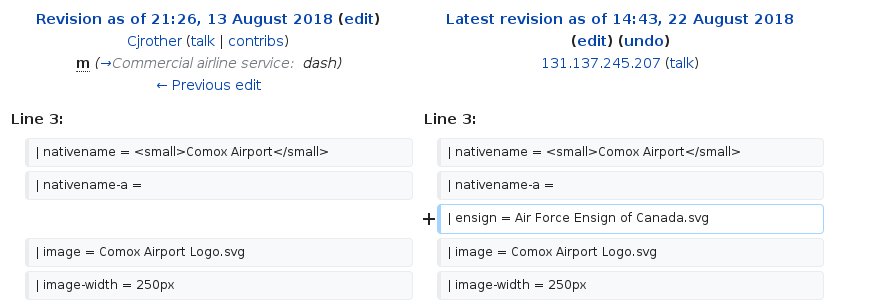 Revision as of 21:26, 13 August 2018 (edit)
Cjrother (talk | contribs)
m (→Commercial airline service: dash)
← Previous edit
Latest revision as of 14:43, 22 August 2018
(edit) (undo)
131.137.245.207 (talk)
Line 3:
Line 3:
| nativename = <small>Comox Airport</small>
| nativename = <small>Comox Airport</small>
| nativename-a =
| nativename-a =
+ | ensign = Air Force Ensign of Canada.svg
| image = Comox Airport Logo.svg
| image = Comox Airport Logo.svg
| image-width = 250px
| image-width = 250px